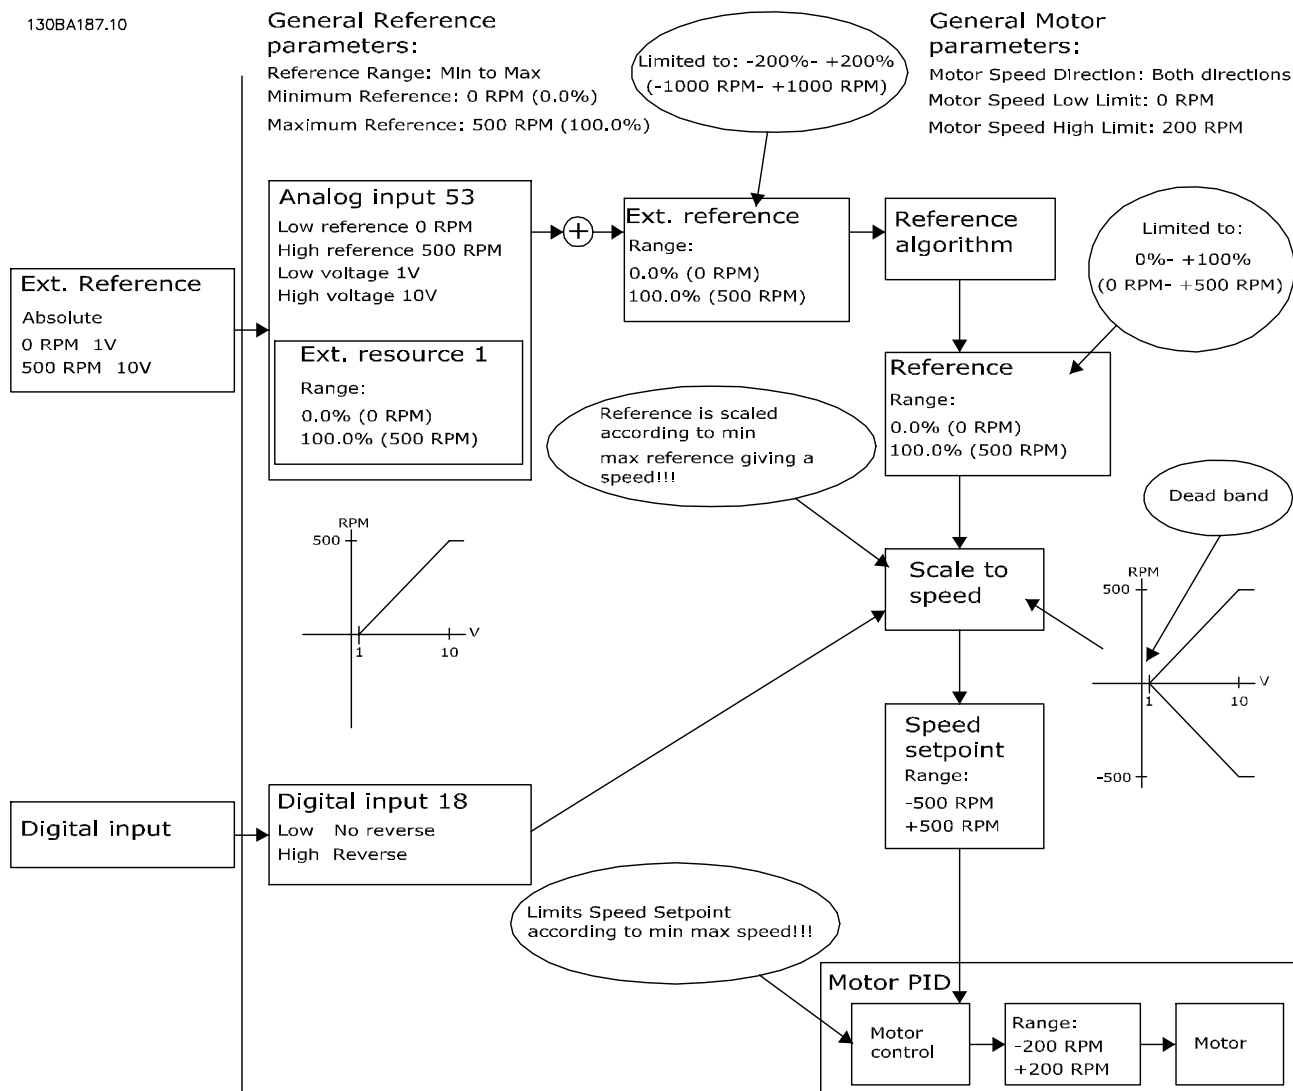 130BA187.10
General Reference
parameters:
Reference Range: Min to Max
Minimum Reference: 0 RPM (0.0%)
Maximum Reference: 500 RPM (100.0%)
Limited to: -200%- +200%
(-1000 RPM- +1000 RPM)
General Motor
parameters:
Motor Speed Direction: Both directions
Motor Speed Low Limit: 0 RPM
Motor Speed High Limit: 200 RPM
Ext. Reference
Absolute
0 RPM 1V
500 RPM 10V
Analog input 53
Low reference 0 RPM
High reference 500 RPM
Low voltage 1V
High voltage 10V
Ext. resource 1
Range:
0.0% (0 RPM)
100.0% (500 RPM)
+
Ext. reference
Range:
0.0% (0 RPM)
100.0% (500 RPM)
Reference
algorithm
Limited to:
0%- +100%
(0 RPM- +500 RPM)
Reference
Range:
0.0% (0 RPM)
100.0% (500 RPM)
Reference is scaled
according to min
max reference giving a
speed!!!
Dead band
RPM
500
V
1
10
Scale to
speed
RPM
500
V
1
10
-500
Speed
setpoint
Range:
-500 RPM
+500 RPM
Digital input
Digital input 18
Low No reverse
High Reverse
Limits Speed Setpoint
according to min max speed!!!
Motor PID
Motor
control
Range:
-200 RPM
+200 RPM
Motor